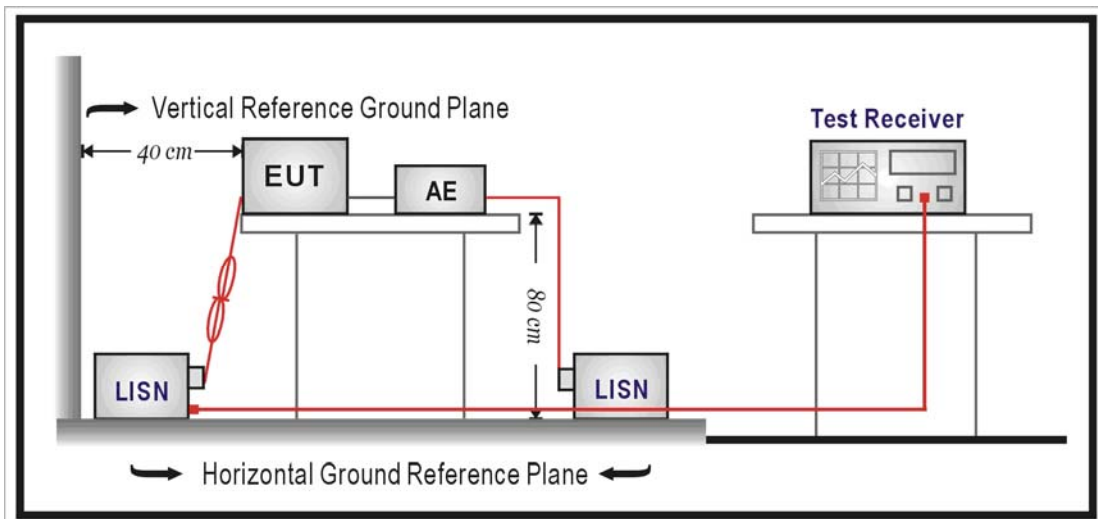 Vertical Reference Ground Plane
Test Receiver
40 cm
EUT
AE
80 cm
LISN
LISN
Horizontal Ground Reference Plane